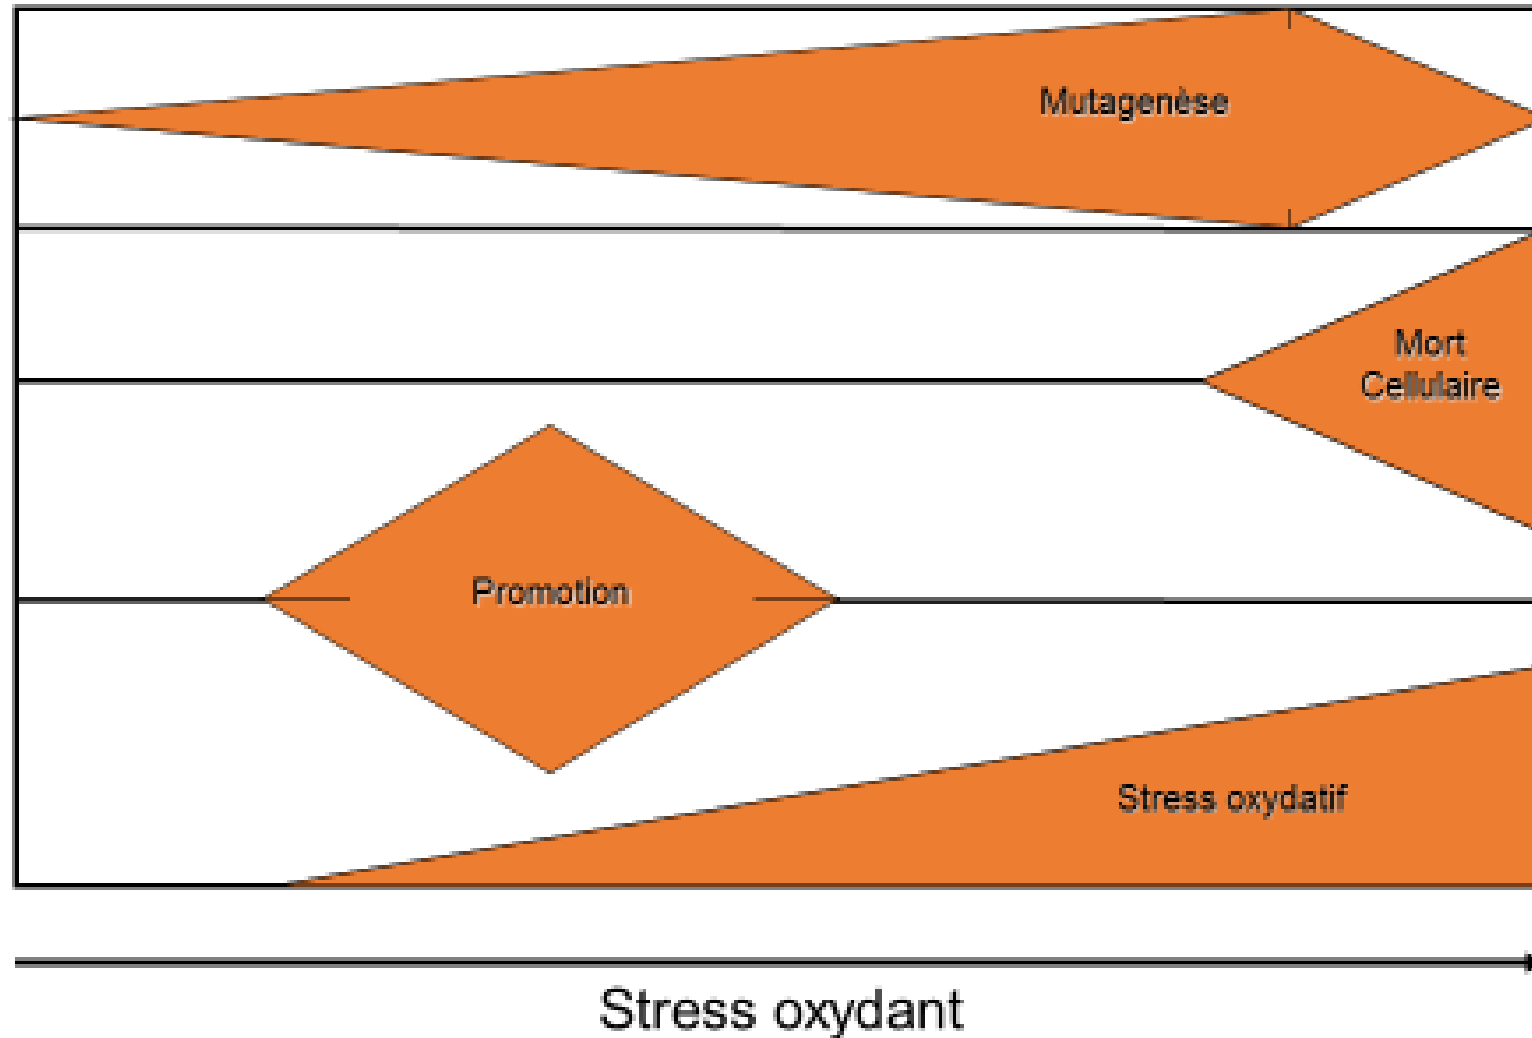 Mutagenèse
Mort
Cellulaire
Promotion
Stress oxydatif
Stress oxydant